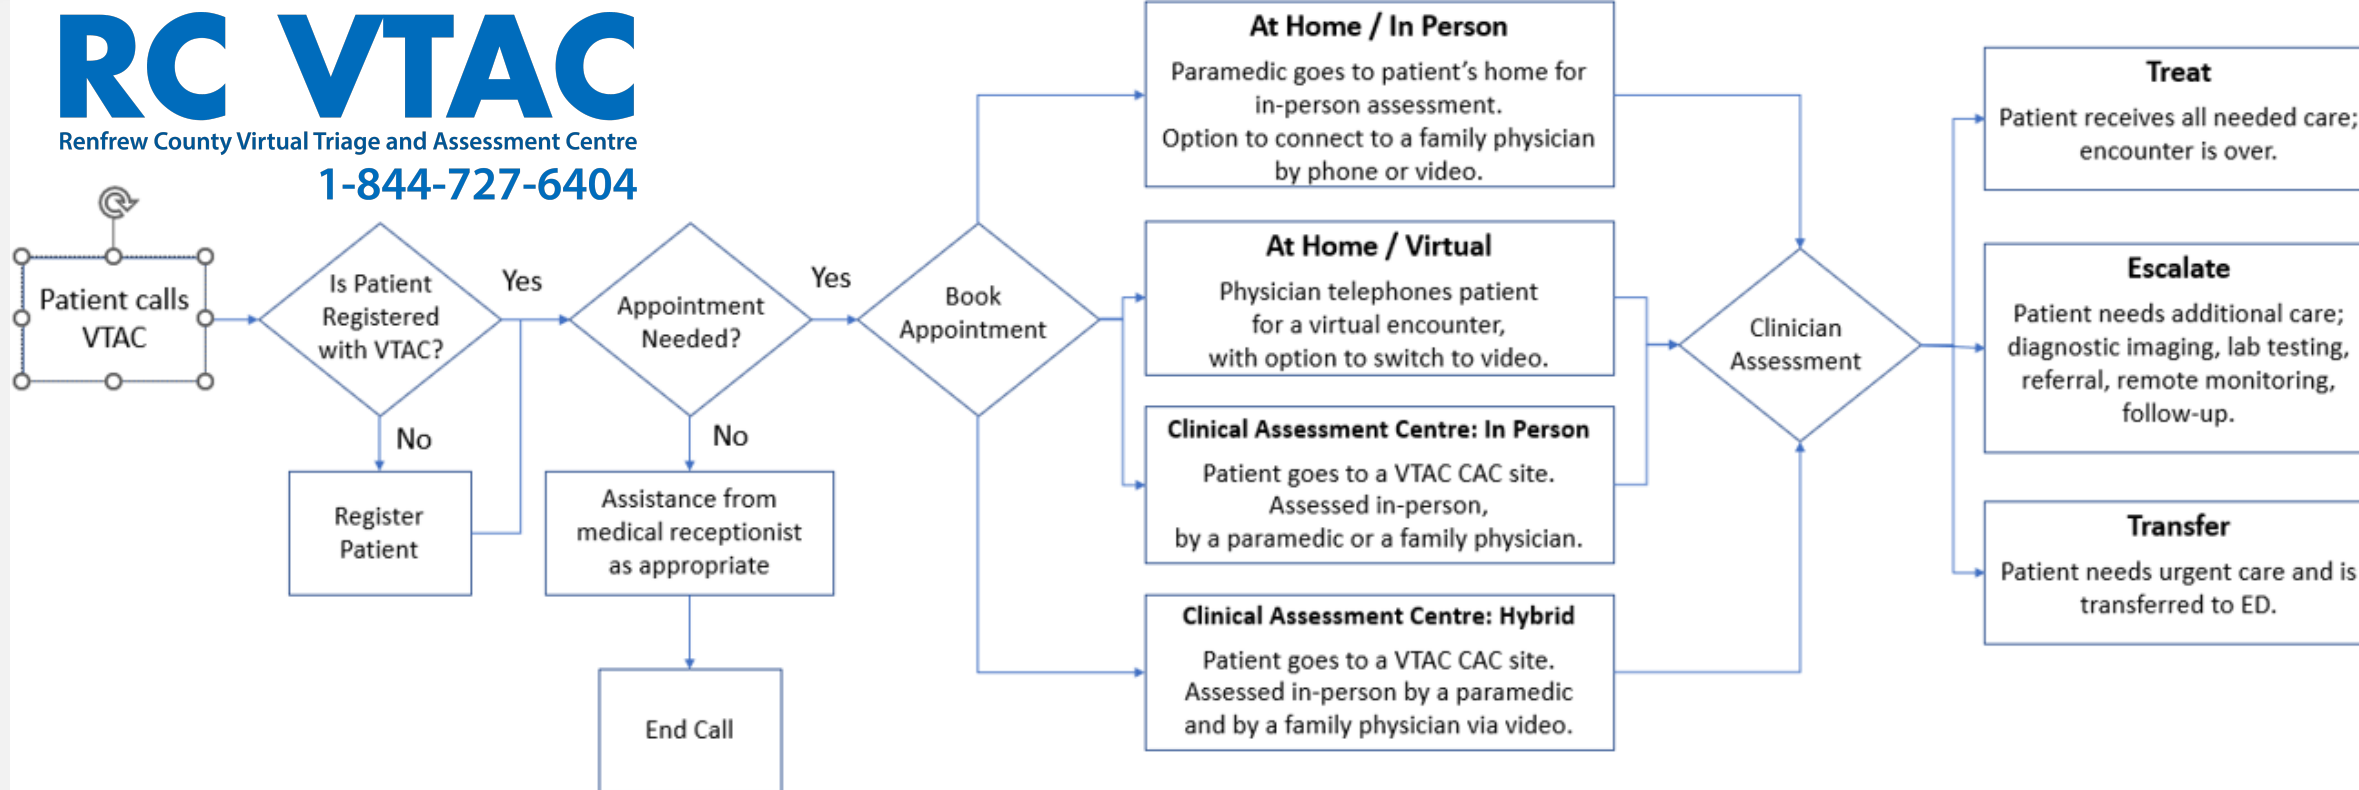 RC VTAC
Renfrew County Virtual Triage and Assessment Centre
1-844-727-6404
Patient calls
VTAC
Is Patient
Registered
with VTAC?
Yes
No
Register
Patient
Appointment
Needed?
Yes
No
Assistance from
medical receptionist
as appropriate
End Call
Book
Appointment
At Home / In Person
Paramedic goes to patient’s home for
in-person assessment.
Option to connect to a family physician
by phone or video.
At Home / Virtual
Physician telephones patient
for a virtual encounter,
with option to switch to video.
Clinical Assessment Centre: In Person
Patient goes to a VTAC CAC site.
Assessed in-person,
by a paramedic or a family physician.
Clinical Assessment Centre: Hybrid
Patient goes to a VTAC CAC site.
Assessed in-person by a paramedic
and by a family physician via video.
Clinician
Assessment
Treat
Patient receives all needed care;
encounter is over.
Escalate
Patient needs additional care;
diagnostic imaging, lab testing,
referral, remote monitoring,
follow-up.
Transfer
Patient needs urgent care and is
transferred to ED.